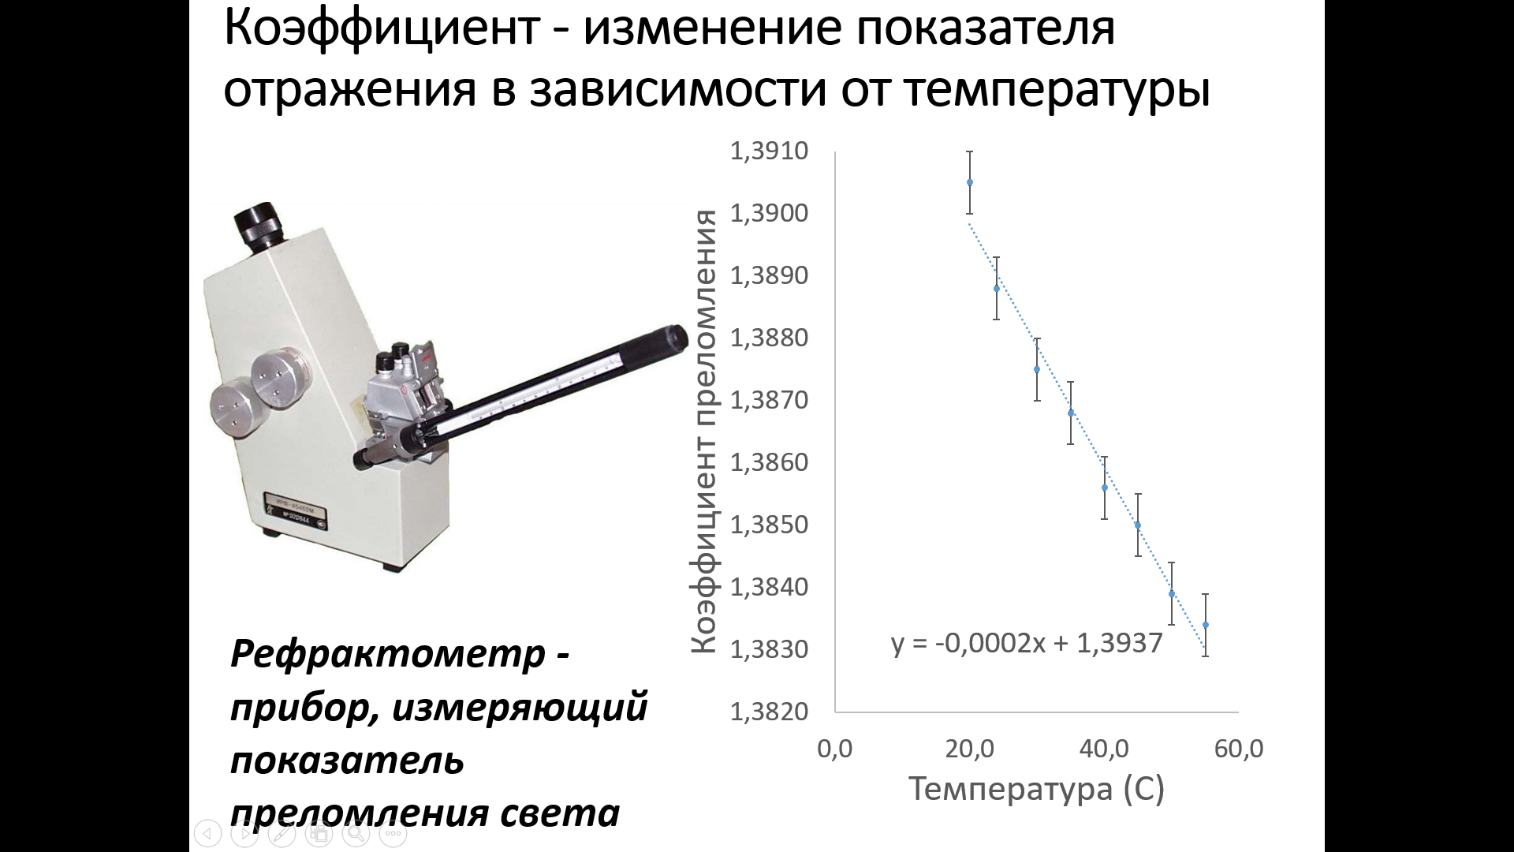 Коэффициент - изменение показателя
отражения в зависимости от температуры
1,3910
1,3900
1,3890
1,3880
1,3870
1,3860
1,3850
1,3840
1,3830
1,3820
Коэффициент преломления
y = -0,0002x + 1,3937
0,0 20,0 40,0 60,0
Температура (С)
Рефрактометр -
прибор, измеряющий
показатель
преломления света